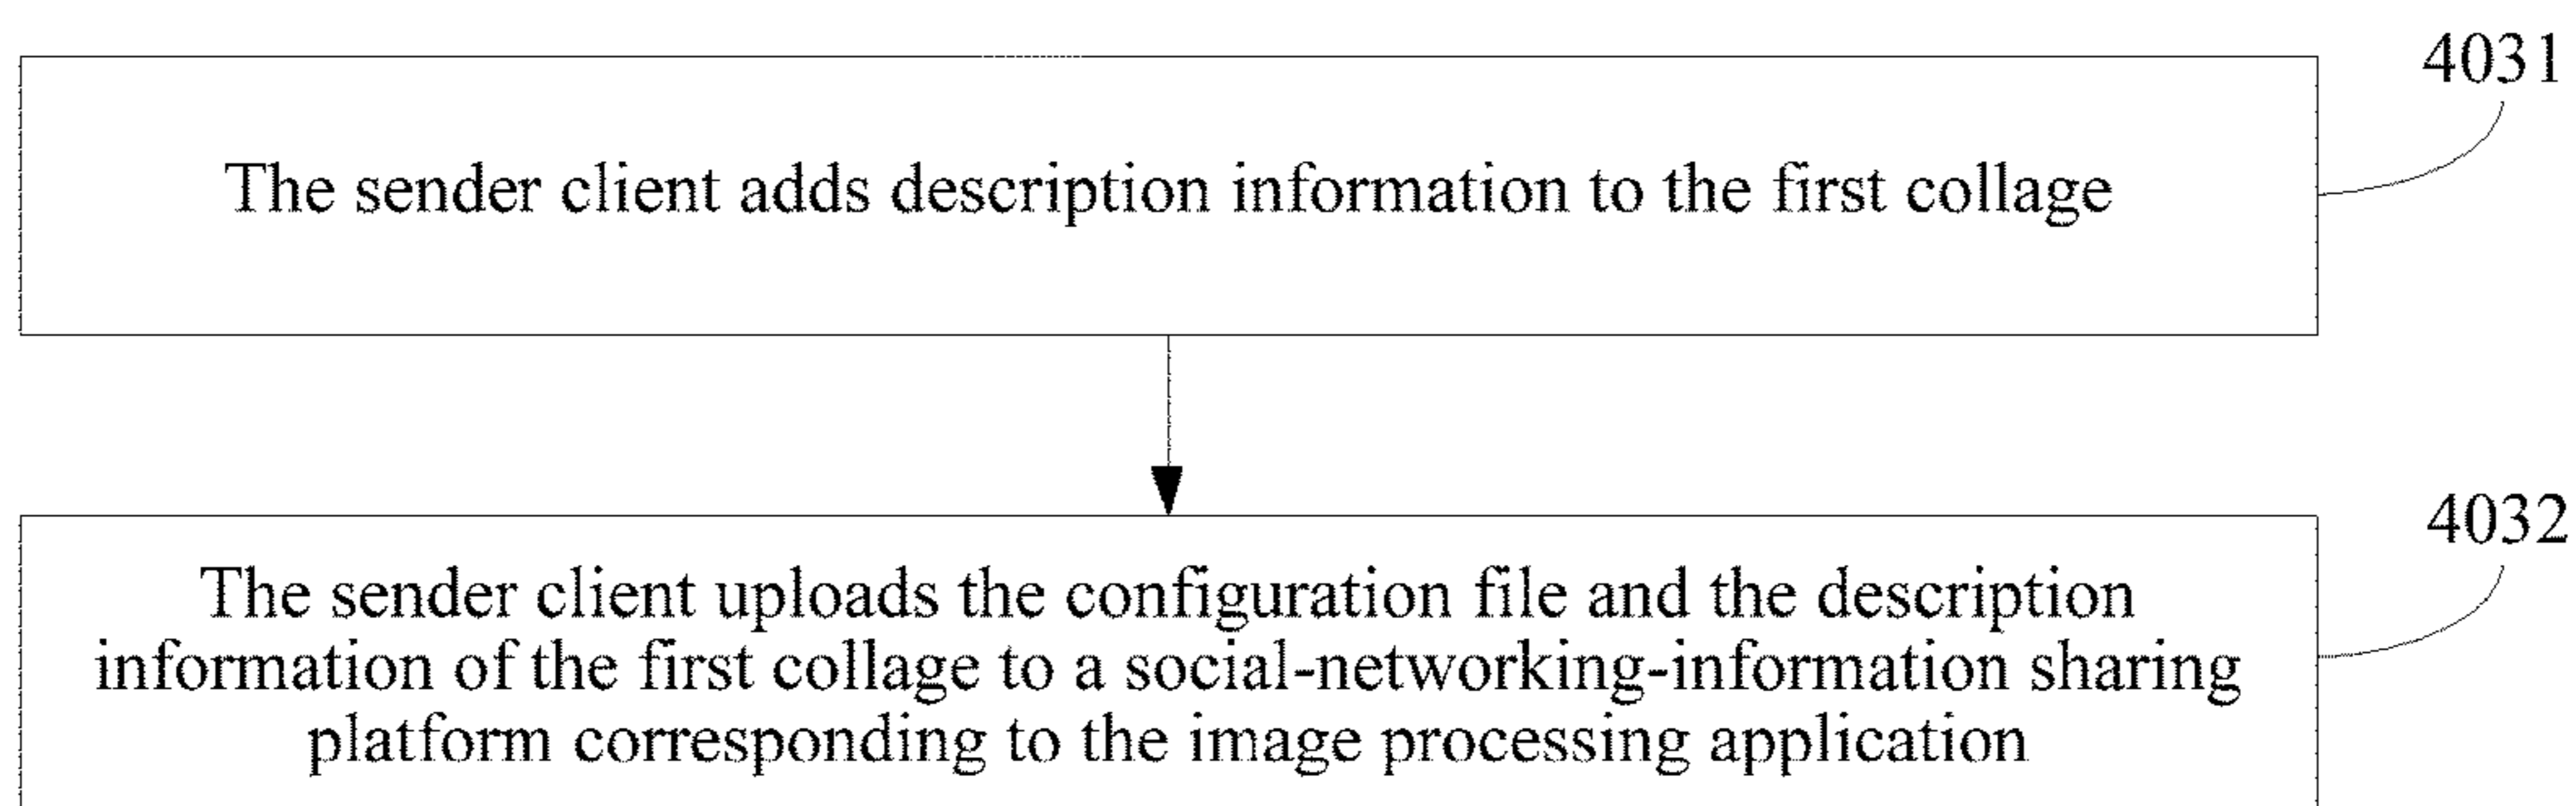 4031
The sender client adds description information to the first collage
4032
The sender client uploads the configuration file and the description
information of the first collage to a social-networking-information sharing
platform corresponding to the image processing application